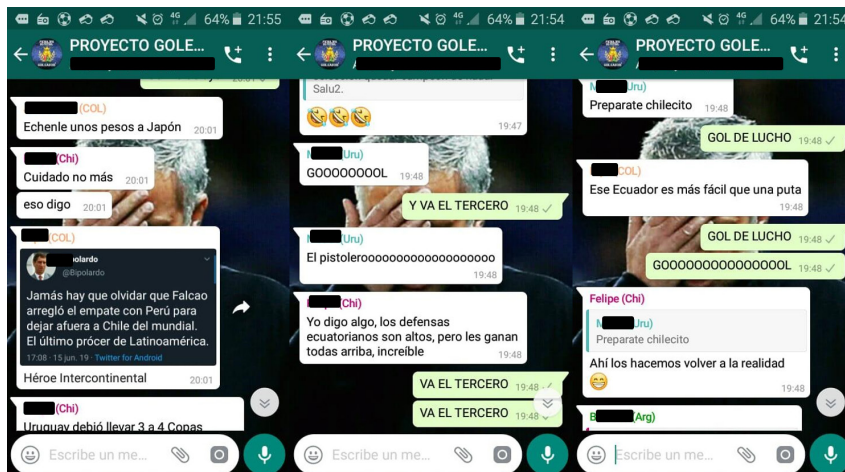 4G 64% 21:55
PROYECTO GOLE...
(COL)
Echenle unos pesos a Japón 20:01
(Chi)
Cuidado no más 20:01
eso digo 20:01
(COL)
olardo
@Bipolardo
Jamás hay que olvidar que Falcao
arregló el empate con Perú para
dejar afuera a Chile del mundial.
El último prócer de Latinoamérica.
17:08 · 15 jun. 19 · Twitter for Android
Héroe Intercontinental 20:01
(Chi)
Uruguay debió llevar 3 a 4 Copas
Escribe un me...
4G 64% 21:54
PROYECTO GOLE...
Salu2.
19:47
Uru)
GOOOOOOOOL 19:48
Y VA EL TERCERO 19:48
(Uru)
El pistoleroooooooooooooooooooo
19:48
(Chi)
Yo digo algo, los defensas
ecuatorianos son altos, pero les ganan
todas arriba, increíble 19:48
VA EL TERCERO 19:48
VA EL TERCERO 19:48
Escribe un me...
4G 64% 21:54
PROYECTO GOLE...
Uru)
Preparate chilecito 19:48
GOL DE LUCHO 19:48
COL)
Ese Ecuador es más fácil que una puta
19:48
GOL DE LUCHO 19:48
GOOOOOOOOOOOOOOOL 19:48
Felipe (Chi)
Uru)
Preparate chilecito
Ahí los hacemos volver a la realidad
19:48
B (Arg)
Escribe un me...